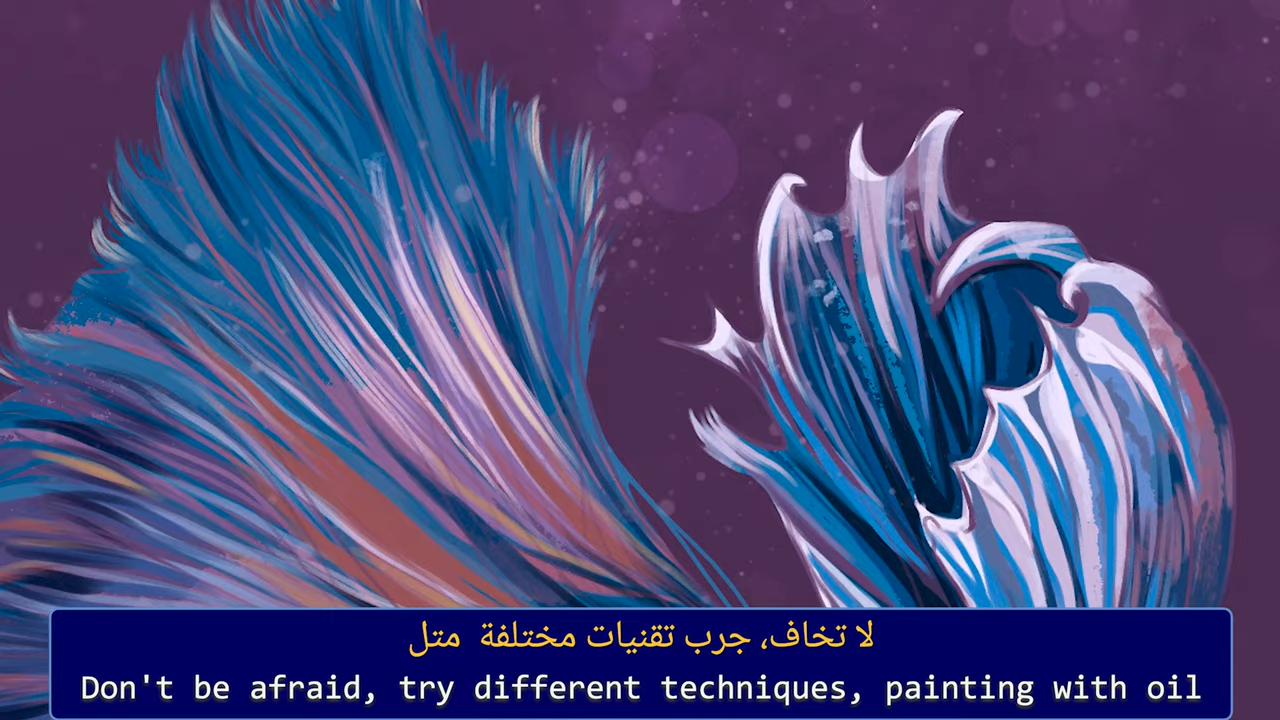 لا تخاف، جرب تقنيات مختلفة  متل
Don't be afraid, try different techniques, painting with oil